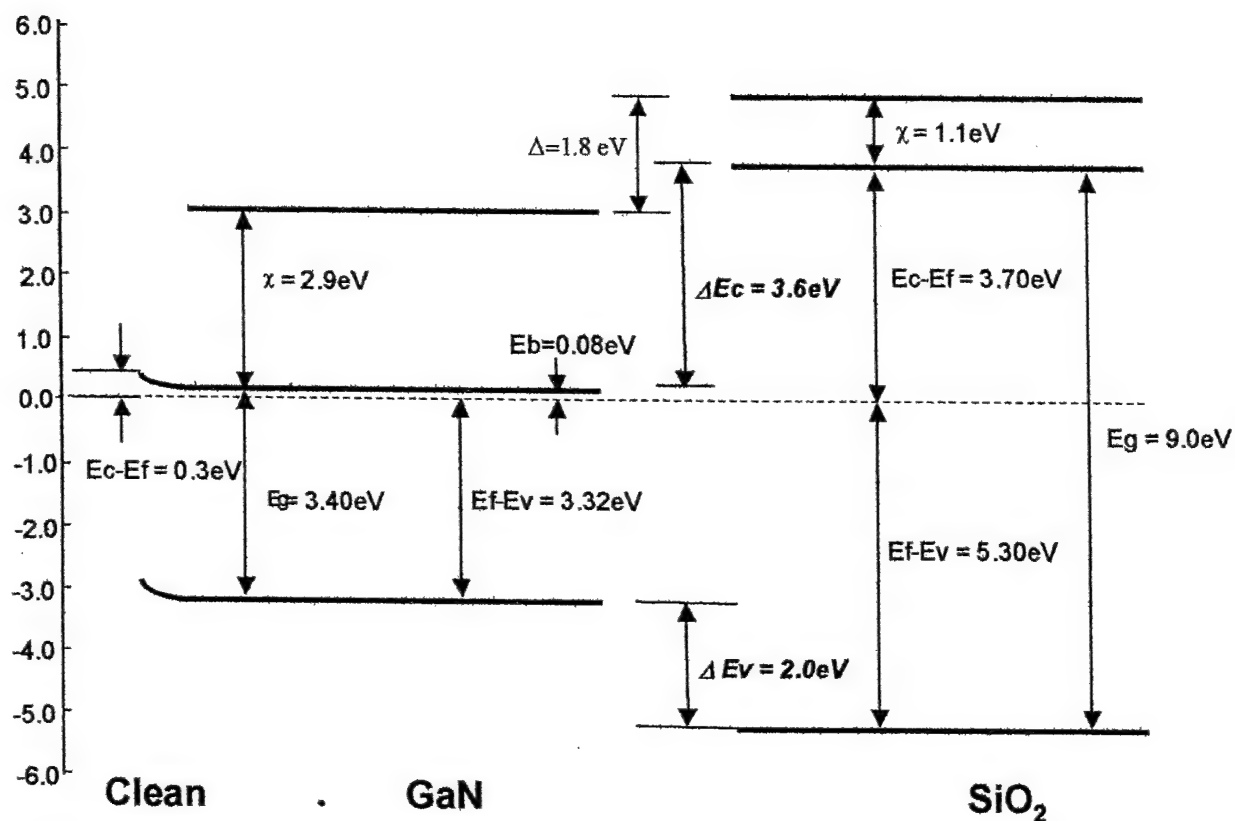 6.0
5.0
4.0
3.0
2.0
1.0
0.0
-1.0
-2.0
-3.0
-4.0
-5.0
-6.0
Δ=1.8 eV
χ = 1.1eV
χ = 2.9eV
ΔEc = 3.6eV
Ec-Ef = 3.70eV
Eb=0.08eV
Ec-Ef = 0.3eV
Eg = 9.0eV
Eg= 3.40eV
Ef-Ev = 3.32eV
Ef-Ev = 5.30eV
Δ Ev = 2.0eV
Clean . GaN SiO₂